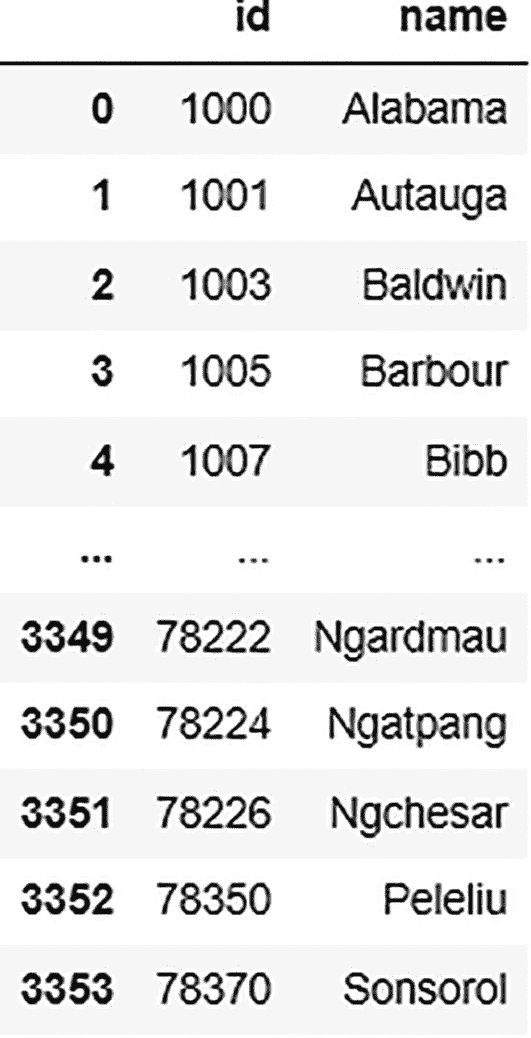 id name
0 1000 Alabama
1 1001 Autauga
2 1003 Baldwin
3 1005 Barbour
4 1007 Bibb
... ... ...
3349 78222 Ngardmau
3350 78224 Ngatpang
3351 78226 Ngchesar
3352 78350 Peleliu
3353 78370 Sonsorol